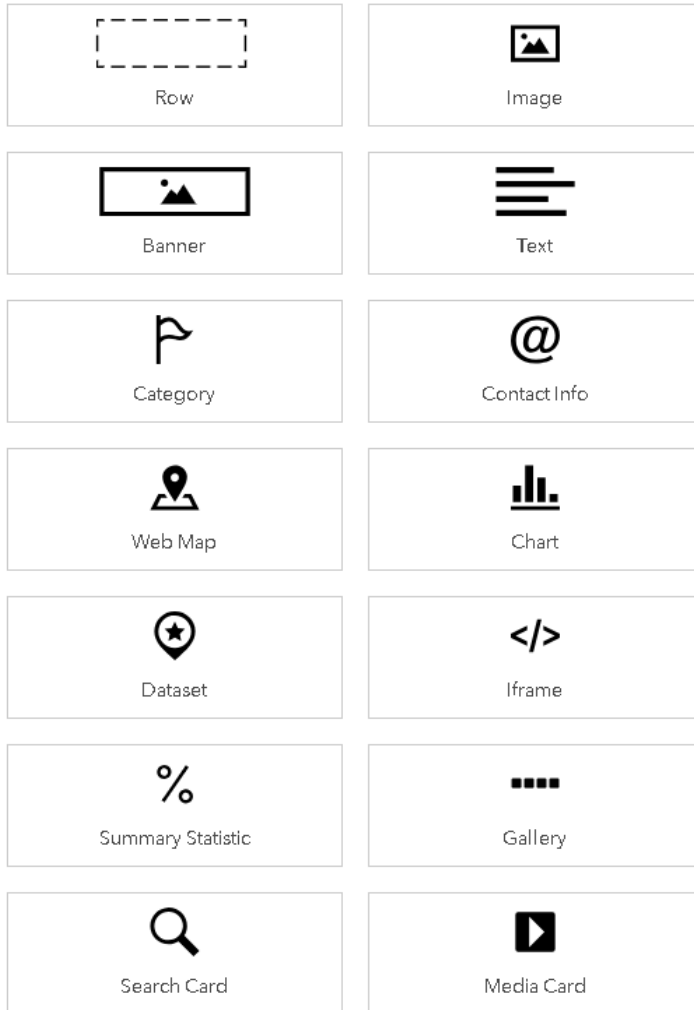 Row
Image
Banner
Text
Category
@
Contact Info
Web Map
Chart
Dataset
</>
Iframe
%
Summary Statistic
Gallery
Search Card
Media Card